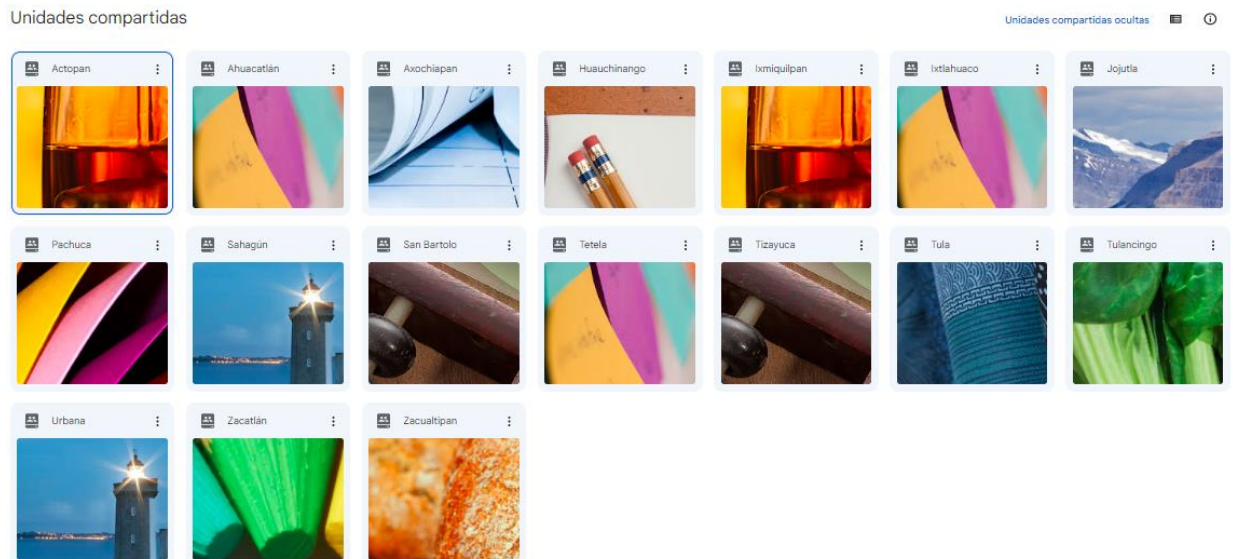 Unidades compartidas
Unidades compartidas ocultas
Actopan
Ahuacatlán
Axochiapan
Huauchinango
Ixmiquilpan
Ixtlahuaco
Jojutla
Pachuca
Sahagún
San Bartolo
Tetela
Tizayuca
Tula
Tulancingo
Urbana
Zacatlán
Zacualtipan